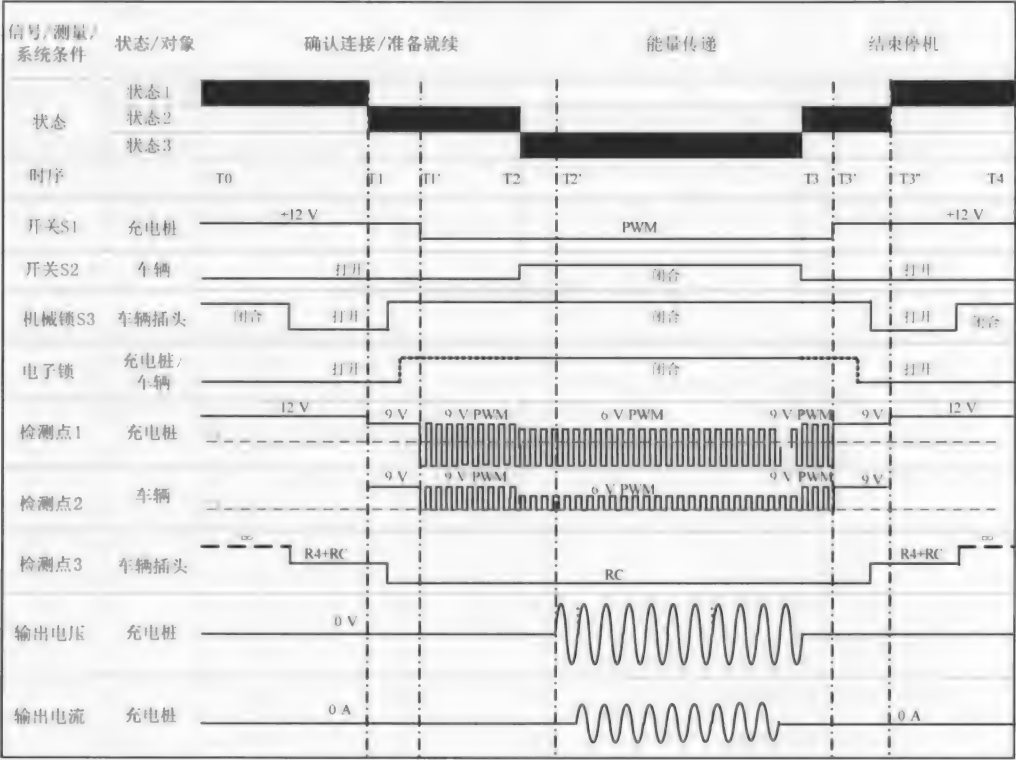 信号/测量/ 状态/对象 确认连接/准备就续 能量传递 结束停机
系统条件
状态1
状态 状态2
状态3
时序 T0 T1 T1' T2 T2' T3 T3' T3" T4
开关S1 充电桩 +12 V PWM +12 V
开关S2 车辆 打开 闭合 打开
机械锁S3 车辆插头 闭合 打开 闭合 打开 闭合
电子锁 充电桩/ 打开 闭合 打开
车辆
检测点1 充电桩 12 V 9 V 9 V PWM 6 V PWM 9 V PWM 9 V 12 V
检测点2 车辆 9 V 9 V PWM 6 V PWM 9 V PWM 9 V
检测点3 车辆插头 ∞ R4+RC RC R4+RC ∞
输出电压 充电桩 0 V
输出电流 充电桩 0 A 0 A